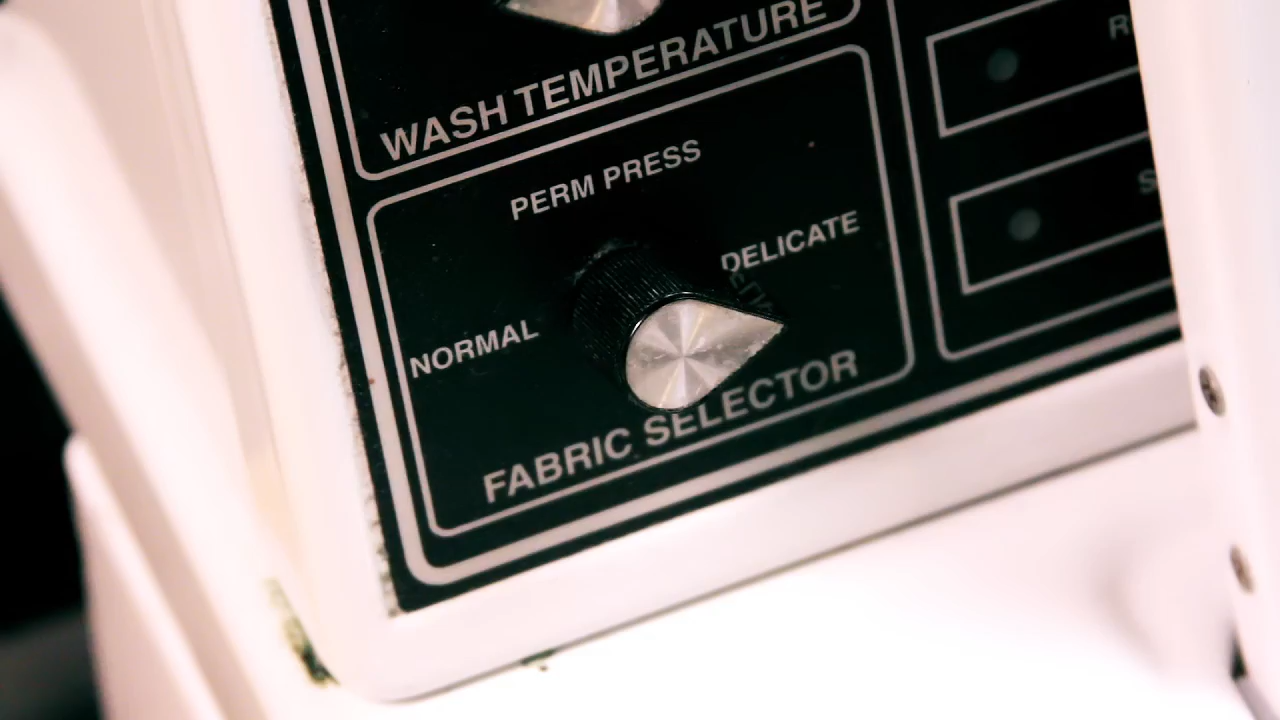 WASH TEMPERATURE
PERM PRESS
DELICATE
NORMAL
FABRIC SELECTOR